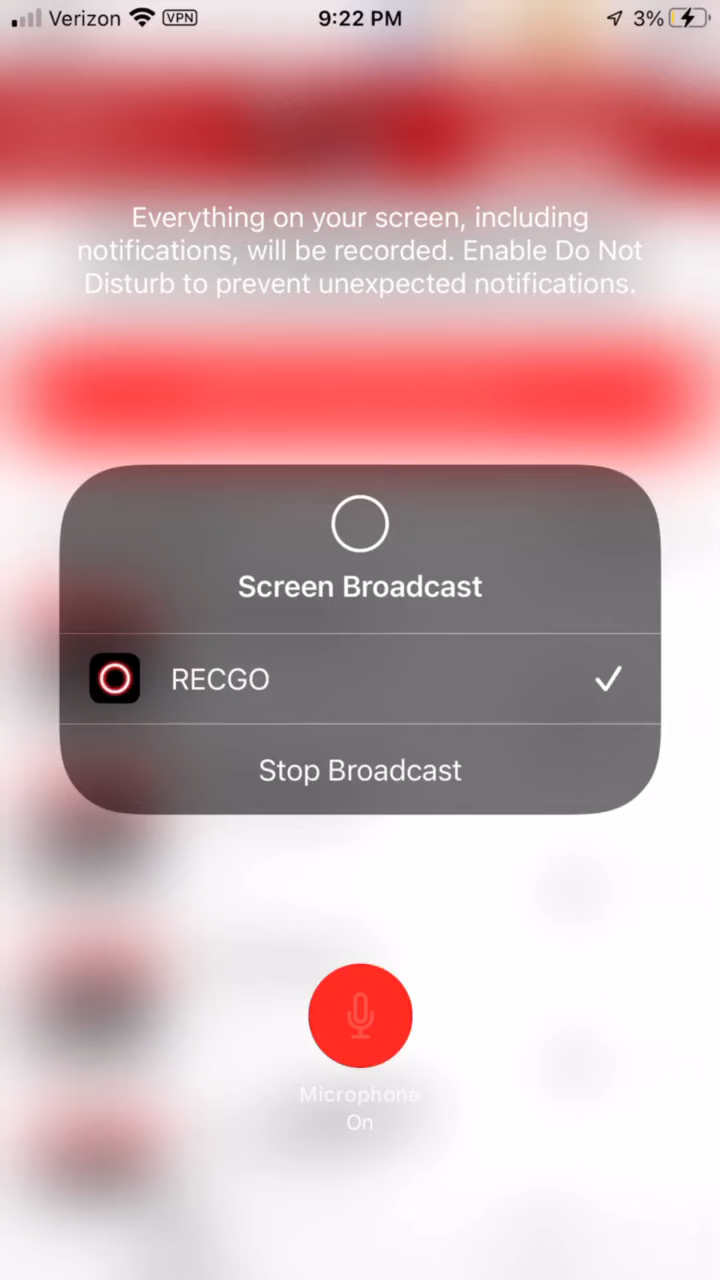 Verizon VPN 9:22 PM 3%
Everything on your screen, including
notifications, will be recorded. Enable Do Not
Disturb to prevent unexpected notifications.
Screen Broadcast
RECGO
Stop Broadcast
Microphone
On